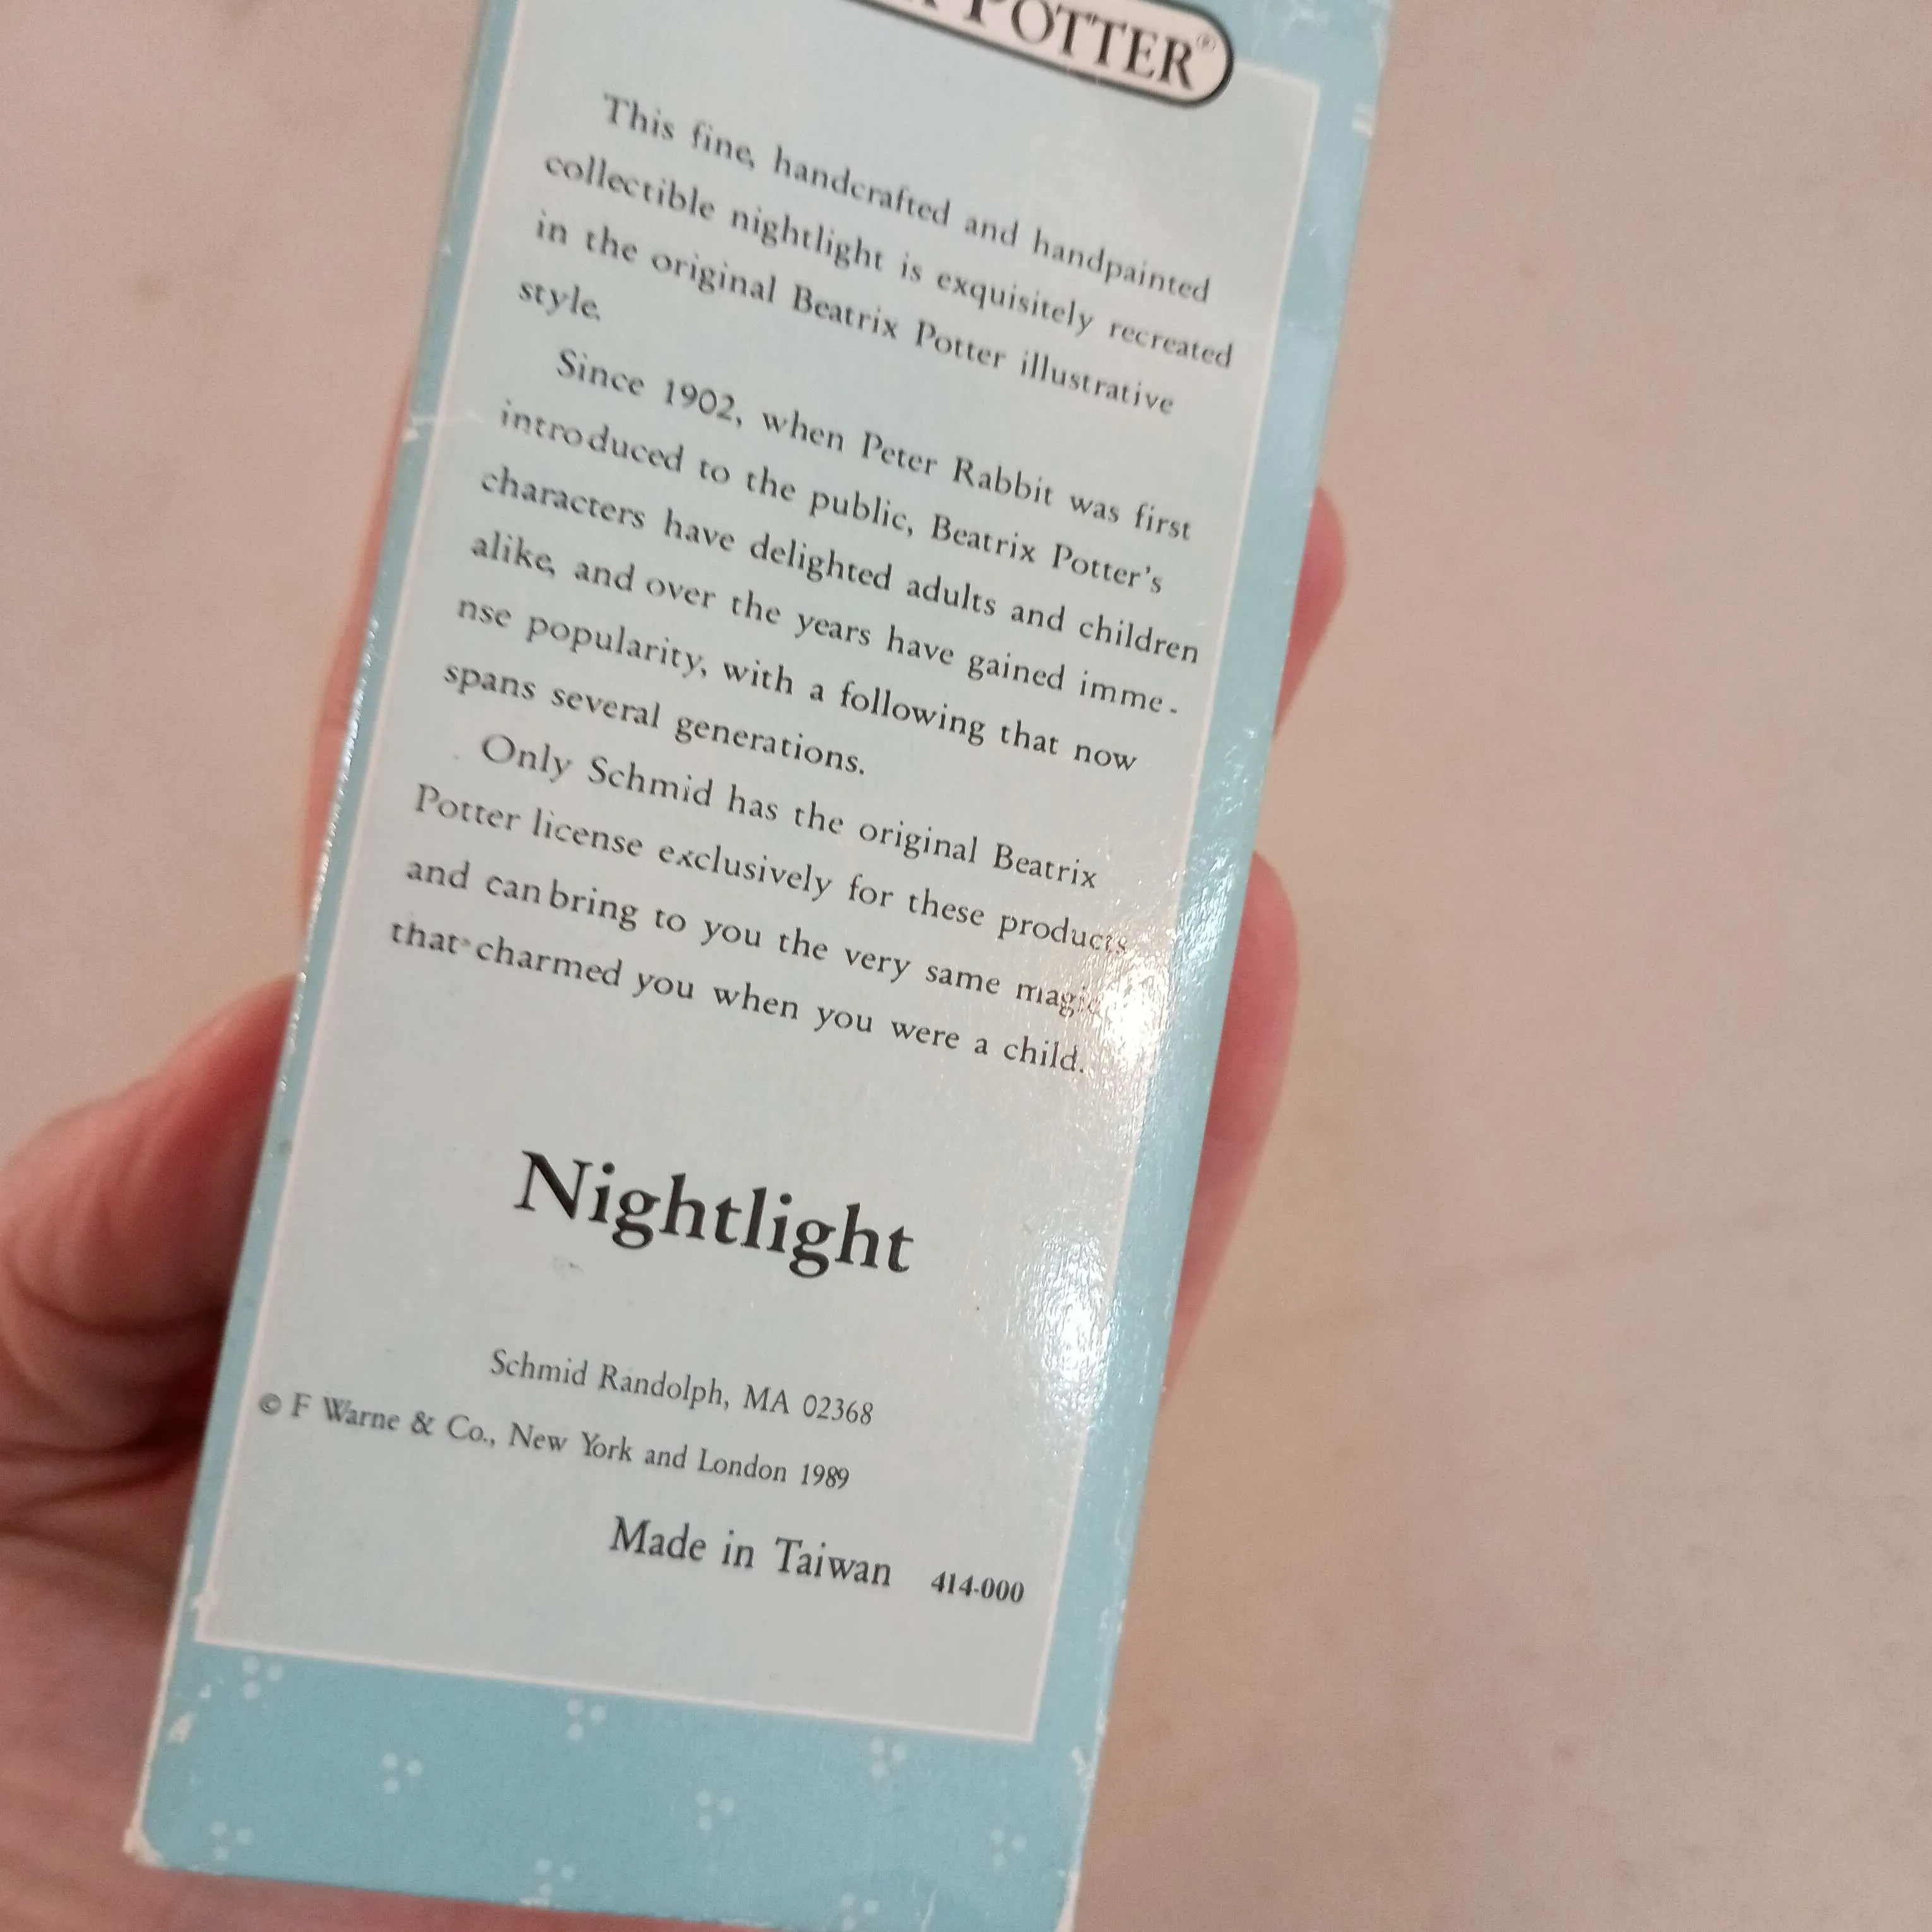 POTTER®
This fine, handcrafted and handpainted
collectible nightlight is exquisitely recreated
in the original Beatrix Potter illustrative
style.
Since 1902, when Peter Rabbit was first
introduced to the public, Beatrix Potter's
characters have delighted adults and children
alike, and over the years have gained imme-
nse popularity, with a following that now
spans several generations.
Only Schmid has the original Beatrix
Potter license exclusively for these products
and can bring to you the very same magic
that charmed you when you were a child.
Nightlight
Schmid Randolph, MA 02368
© F Warne & Co., New York and London 1989
Made in Taiwan 414-000